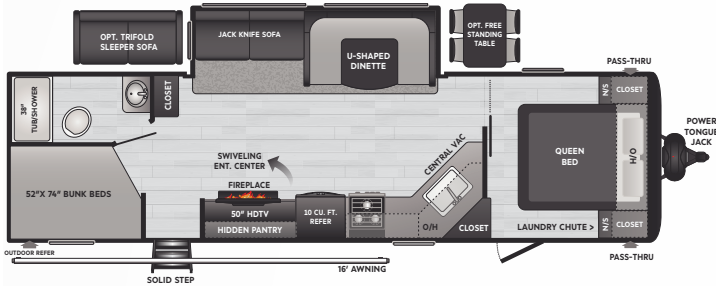 OPT. TRIFOLD
SLEEPER SOFA
JACK KNIFE SOFA
U-SHAPED
DINETTE
OPT. FREE
STANDING
TABLE
PASS-THRU
38"
TUB/SHOWER
CLOSET
N/S
CLOSET
POWER
TONGUE
JACK
SWIVELING
ENT. CENTER
CENTRAL VAC
QUEEN
BED
H/O
52"X 74" BUNK BEDS
FIREPLACE
50" HDTV
HIDDEN PANTRY
10 CU. FT.
REFER
O/H
CLOSET
LAUNDRY CHUTE >
N/S
CLOSET
OUTDOOR REFER
PASS-THRU
16' AWNING
SOLID STEP